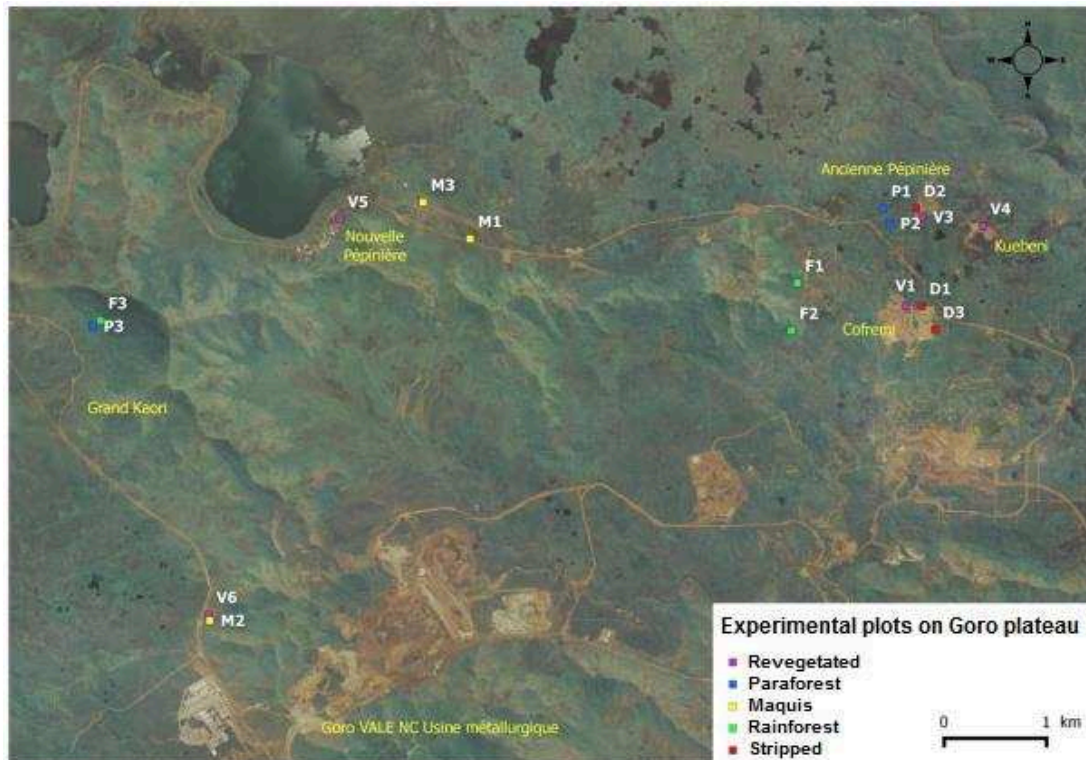 N
W E
S
Ancienne Pépinière
M3
P1 D2
V5
P2 V3 V4
M1
Nouvelle
Pépinière
Kuebeni
F1
V1 D1
F3
P3
F2
D3
Cofremi
Grand Kaori
V6
M2
Goro VALE NC Usine métallurgique
Experimental plots on Goro plateau
Revegetated
Paraforest
Maquis
Rainforest
Stripped
0 1 km